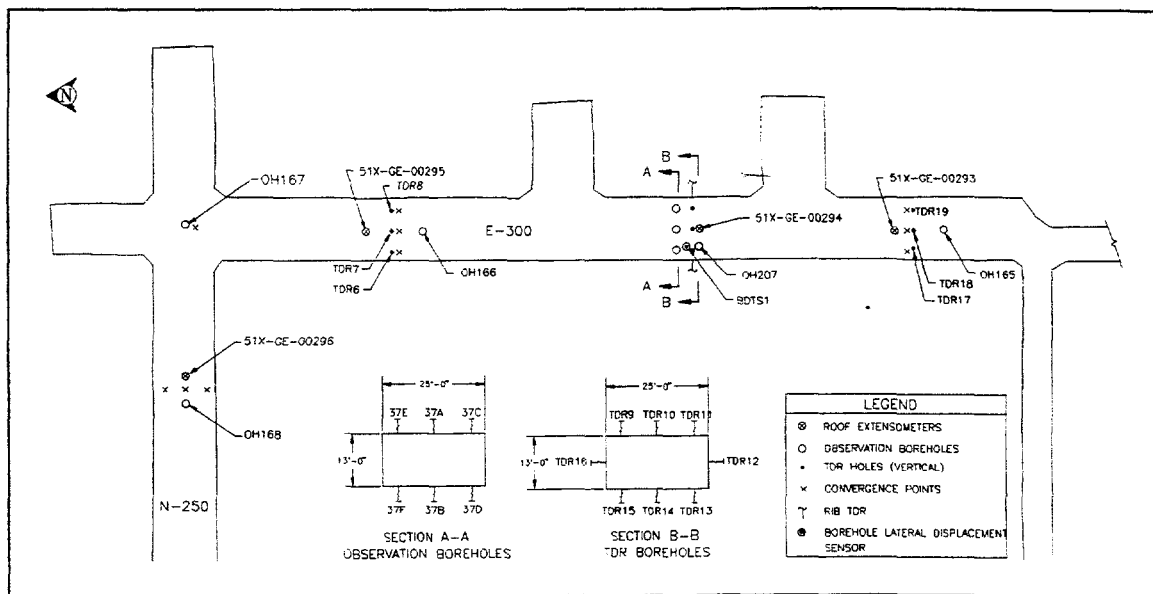 N
OH167
51X-GE-00295
TDR8
TDR7
TDR6
OH166
E-300
B
A
51X-GE-00294
OH207
BDTS1
A
B
51X-GE-00293
TDR19
OH165
TDR18
TDR17
51X-GE-00296
OH168
N-250
25'-0"
37E 37A 37C
13'-0"
37F 37B 37D
SECTION A-A
OBSERVATION BOREHOLES
25'-0"
TDR9 TDR10 TDR11
13'-0" TDR16 TDR12
TDR15 TDR14 TDR13
SECTION B-B
TDR BOREHOLES
LEGEND
ROOF EXTENSOMETERS
OBSERVATION BOREHOLES
TDR HOLES (VERTICAL)
CONVERGENCE POINTS
RIB TDR
BOREHOLE LATERAL DISPLACEMENT
SENSOR